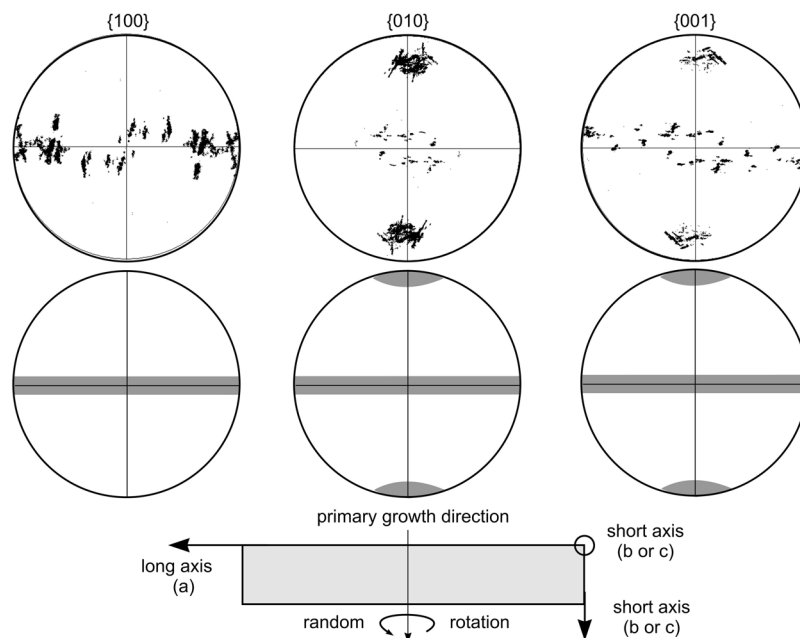 {100} {010} {001}
primary growth direction
long axis
(a)
short axis
(b or c)
short axis
(b or c)
random rotation